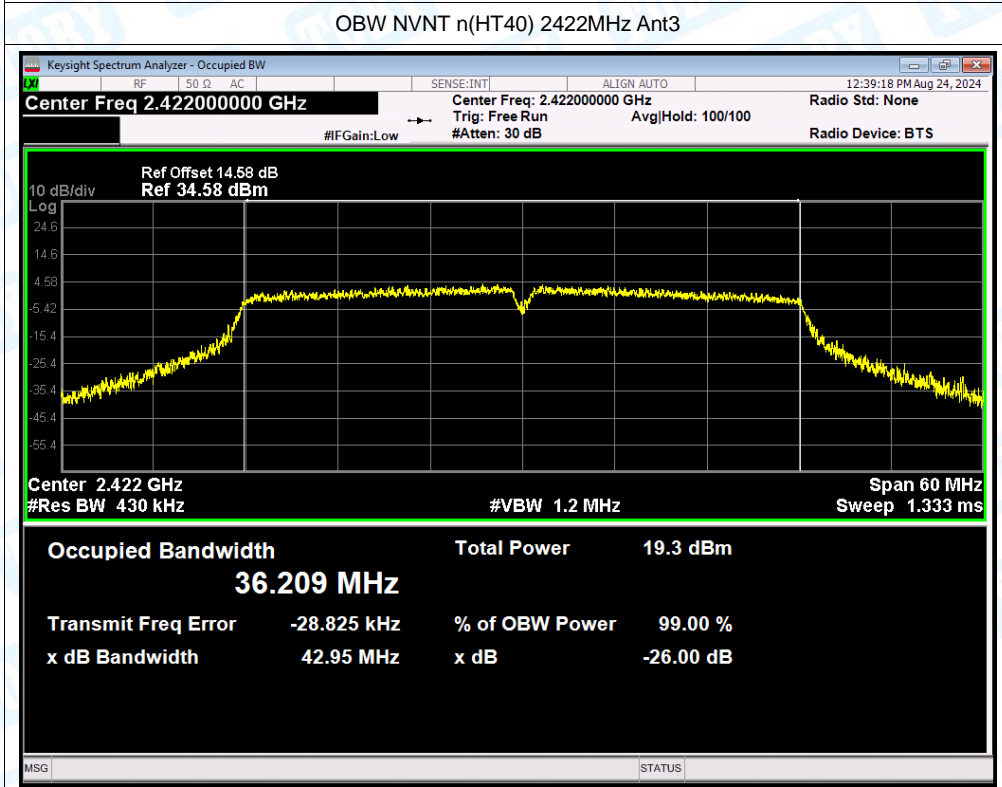 OBW NVNT n(HT40) 2422MHz Ant3
Keysight Spectrum Analyzer - Occupied BW
LXI RF 50 Ω AC SENSE:INT ALIGN AUTO 12:39:18 PM Aug 24, 2024
Center Freq 2.422000000 GHz Center Freq: 2.422000000 GHz Radio Std: None
Trig: Free Run Avg|Hold: 100/100
#IFGain:Low #Atten: 30 dB Radio Device: BTS
Ref Offset 14.58 dB
10 dB/div Ref 34.58 dBm
Log
24.6
14.6
4.58
-5.42
-15.4
-25.4
-35.4
-45.4
-55.4
Center 2.422 GHz Span 60 MHz
#Res BW 430 kHz #VBW 1.2 MHz Sweep 1.333 ms
Occupied Bandwidth Total Power 19.3 dBm
36.209 MHz
Transmit Freq Error -28.825 kHz % of OBW Power 99.00 %
x dB Bandwidth 42.95 MHz x dB -26.00 dB
MSG STATUS